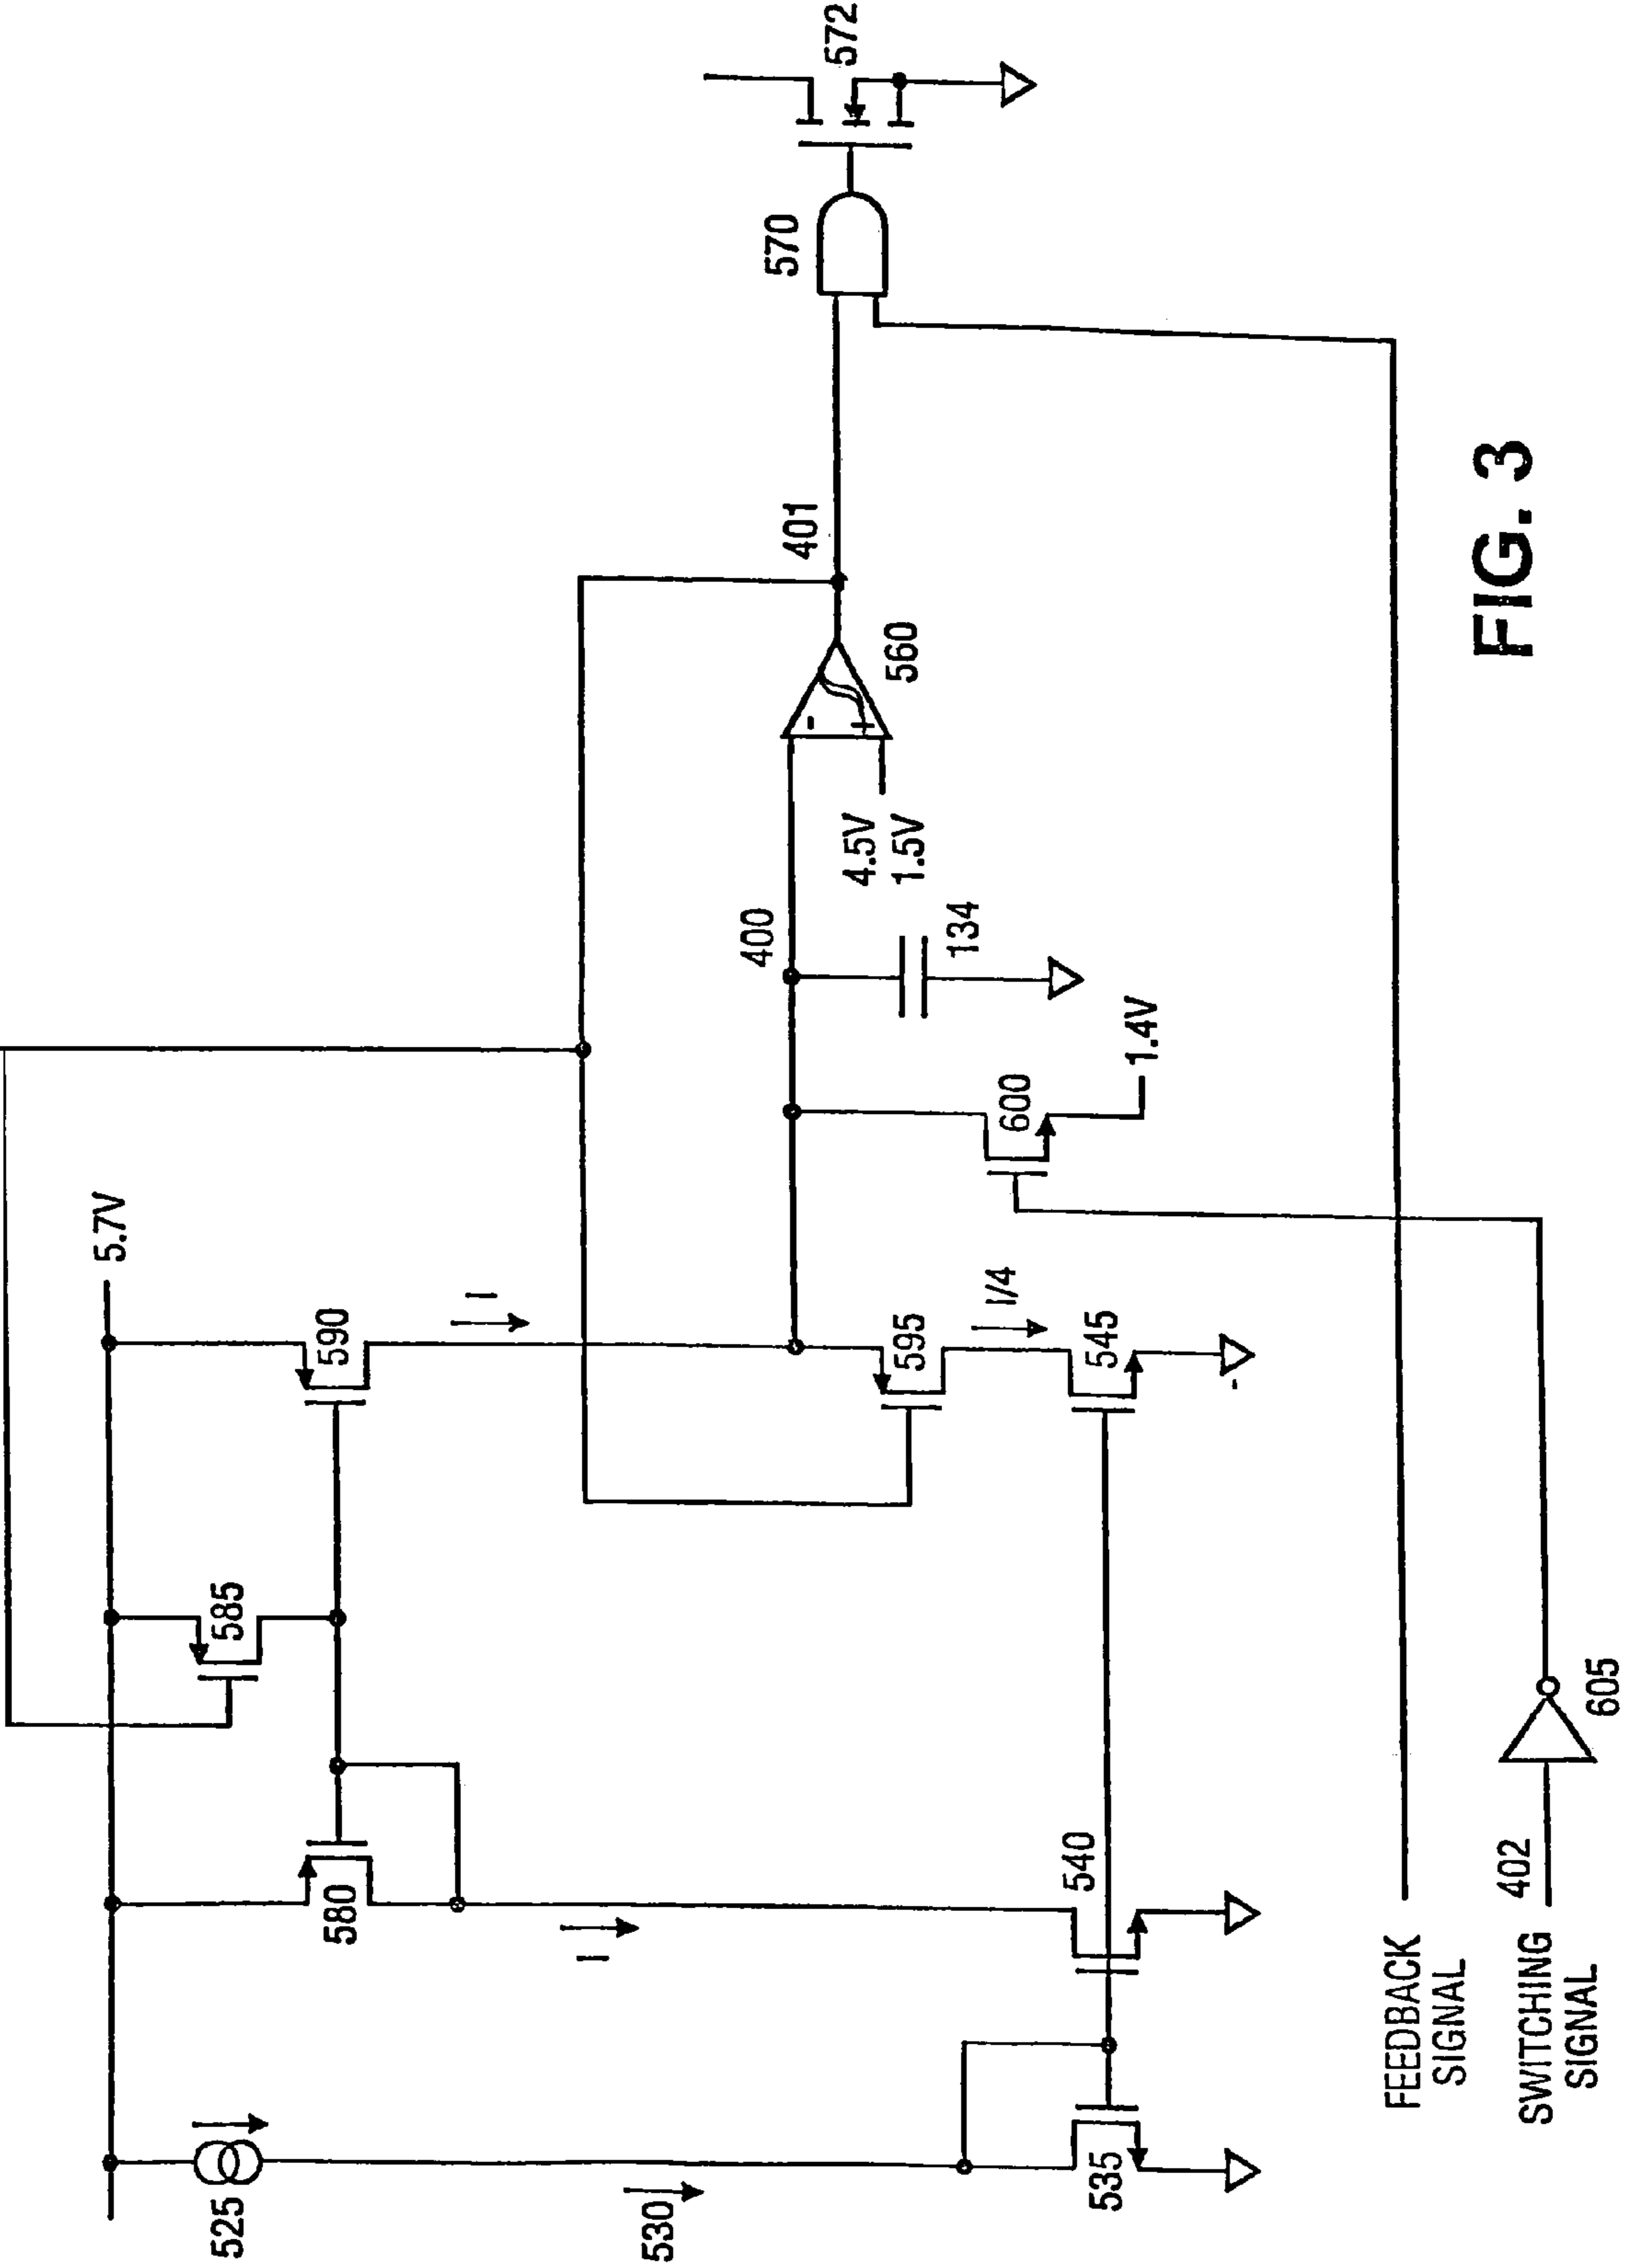 5.7V
525
530
580
I
585
590
I
595
I/4
545
540
535
600
1.4V
400
134
4.5V
1.5V
-
+
560
401
570
572
FEEDBACK
SIGNAL
SWITCHING
SIGNAL
402
605
FIG. 3